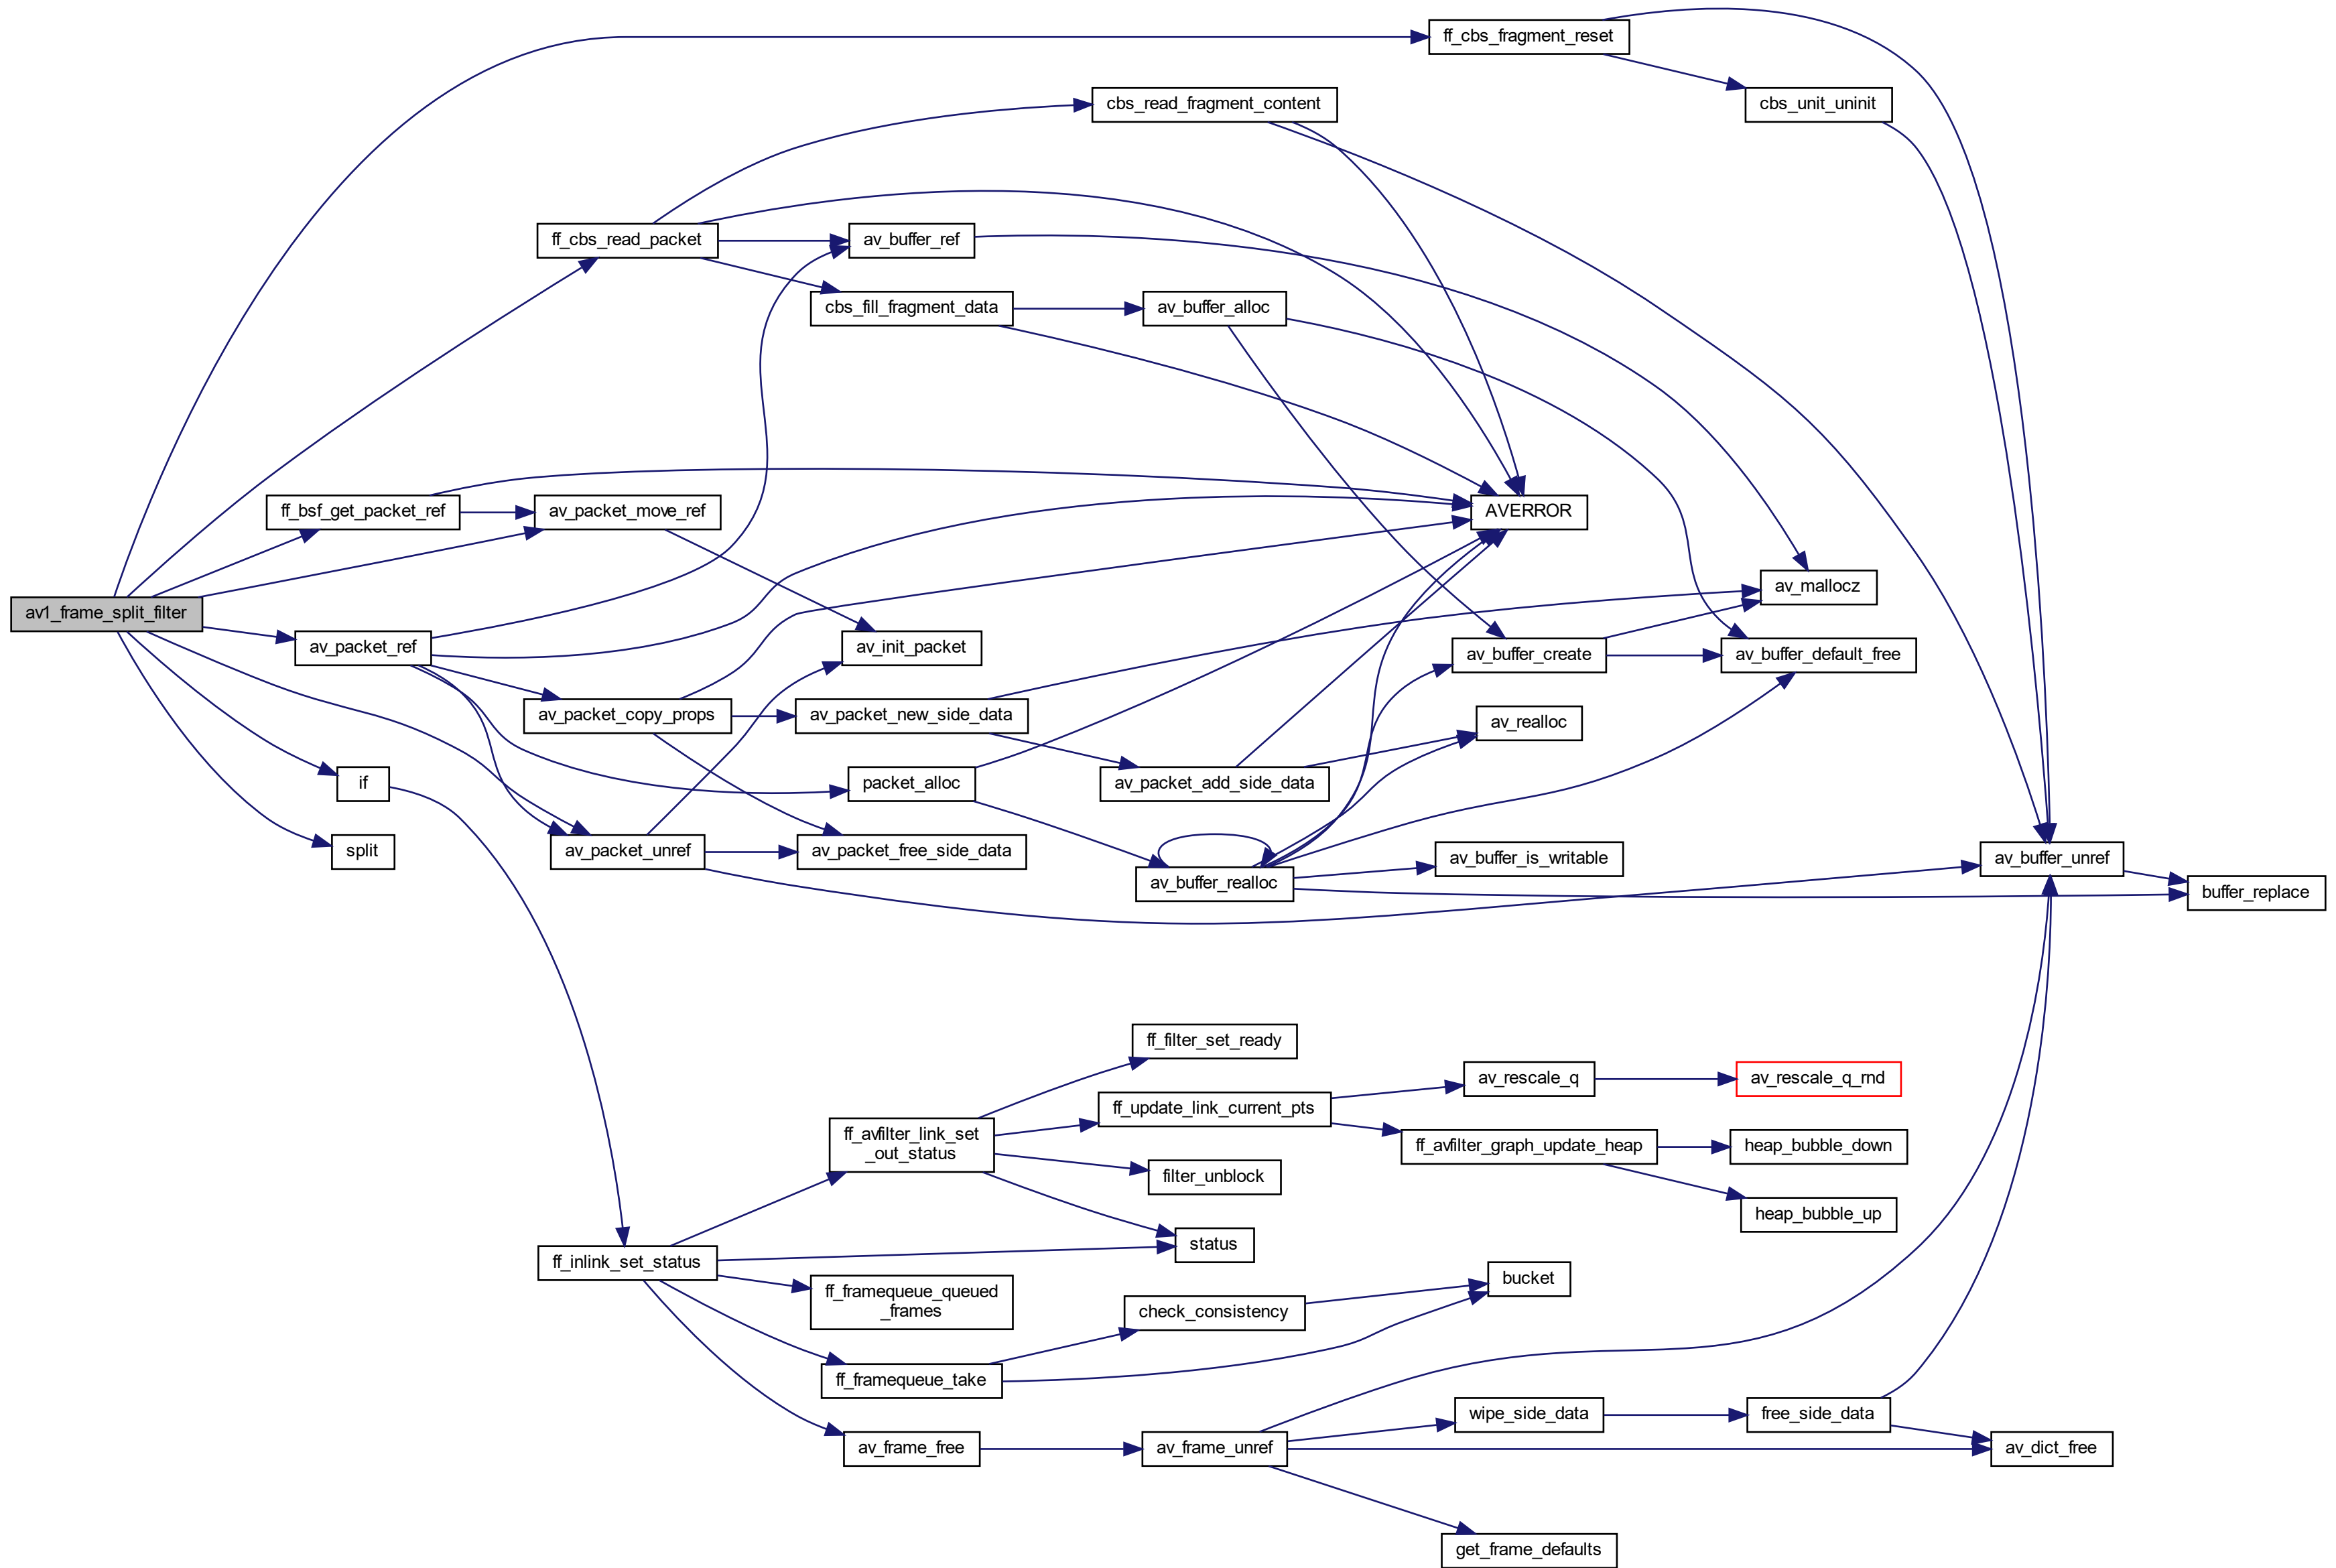 ff_cbs_fragment_reset
cbs_read_fragment_content
cbs_unit_uninit
ff_cbs_read_packet
av_buffer_ref
cbs_fill_fragment_data
av_buffer_alloc
ff_bsf_get_packet_ref
av_packet_move_ref
AVERROR
av_mallocz
av1_frame_split_filter
av_packet_ref
av_init_packet
av_buffer_create
av_buffer_default_free
av_packet_copy_props
av_packet_new_side_data
av_realloc
if
packet_alloc
av_packet_add_side_data
split
av_packet_unref
av_packet_free_side_data
av_buffer_is_writable
av_buffer_unref
av_buffer_realloc
buffer_replace
ff_filter_set_ready
av_rescale_q
av_rescale_q_rnd
ff_update_link_current_pts
ff_avfilter_link_set
_out_status
ff_avfilter_graph_update_heap
heap_bubble_down
filter_unblock
heap_bubble_up
status
ff_inlink_set_status
ff_framequeue_queued
_frames
bucket
check_consistency
ff_framequeue_take
wipe_side_data
free_side_data
av_frame_free
av_frame_unref
av_dict_free
get_frame_defaults